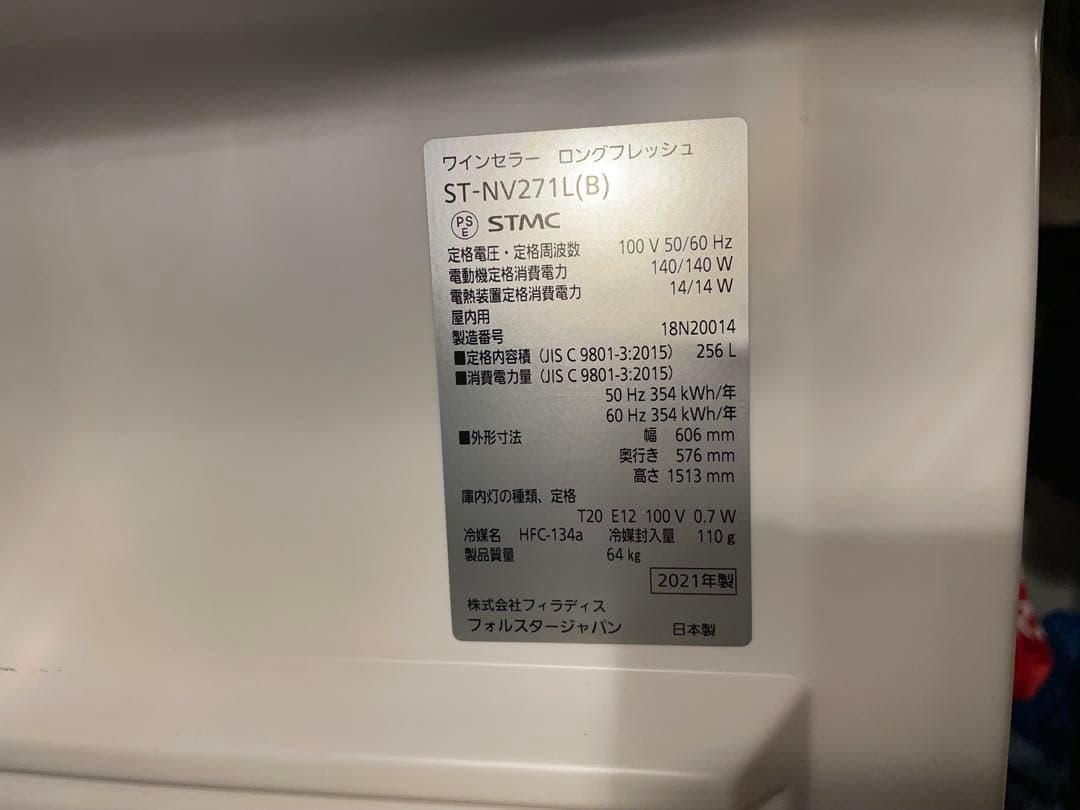 ワインセラー ロングフレッシュ
ST-NV271L(B)
PS
E STMC
定格電圧・定格周波数 100 V 50/60 Hz
電動機定格消費電力 140/140 W
電熱装置定格消費電力 14/14 W
屋内用
製造番号 18N20014
■定格内容積 (JIS C 9801-3:2015) 256 L
■消費電力量 (JIS C 9801-3:2015)
50 Hz 354 kWh/年
60 Hz 354 kWh/年
■外形寸法 幅 606 mm
奥行き 576 mm
高さ 1513 mm
庫内灯の種類、定格
T20 E12 100 V 0.7 W
冷媒名 HFC-134a 冷媒封入量 110 g
製品質量 64 kg
2021年製
株式会社フィラディス
フォルスタージャパン 日本製